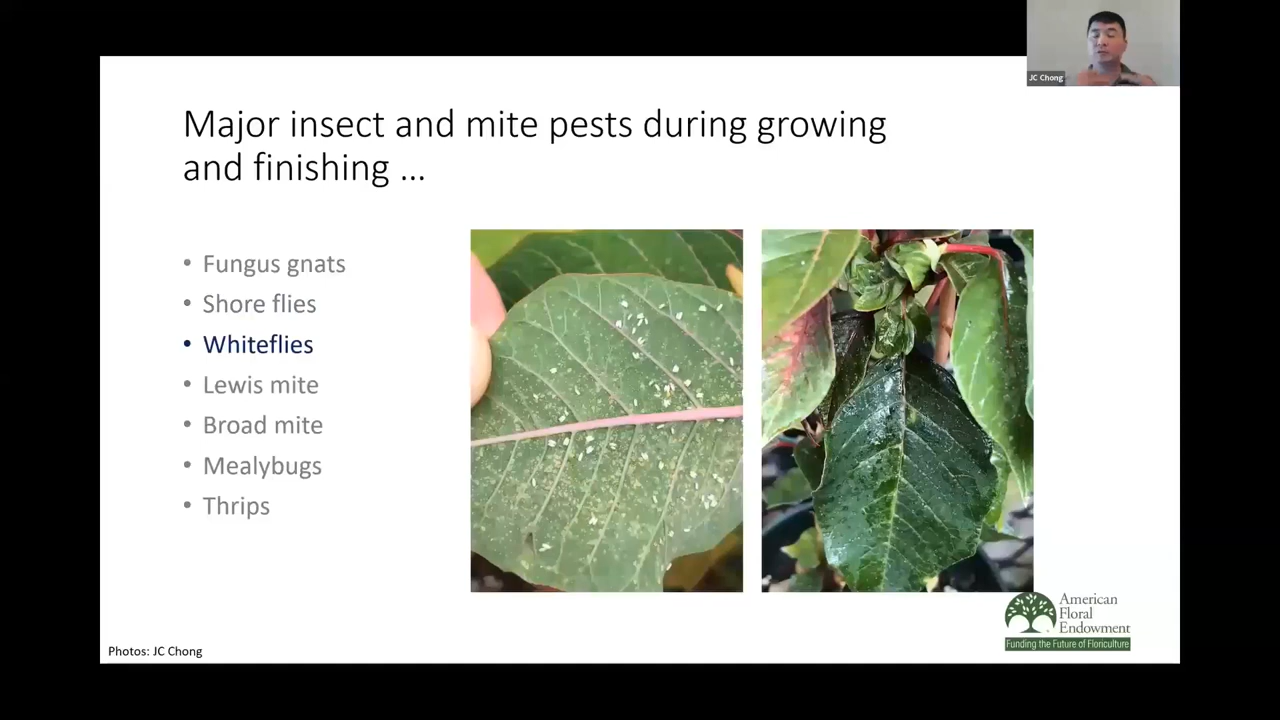 JC Chong
Major insect and mite pests during growing
and finishing ...
• Fungus gnats
• Shore flies
• Whiteflies
• Lewis mite
• Broad mite
• Mealybugs
• Thrips
American
Floral
Endowment
Funding the Future of Floriculture
Photos: JC Chong